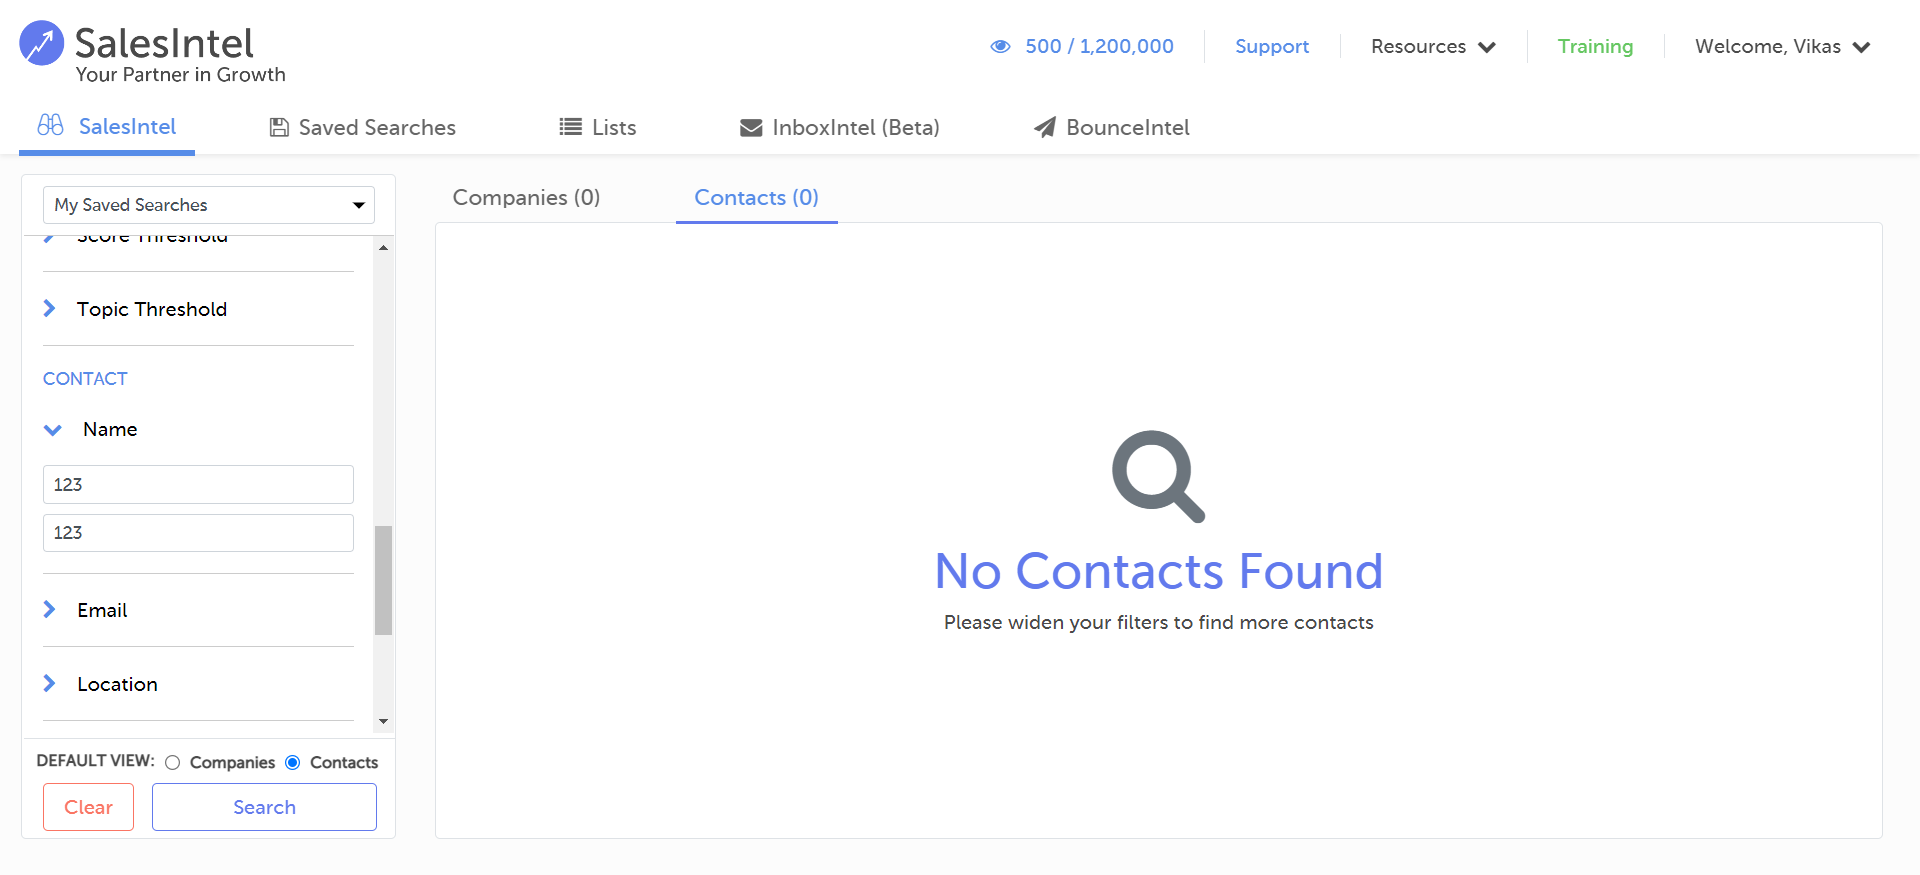 SalesIntel
Your Partner in Growth
500 / 1,200,000
Support
Resources
Training
Welcome, Vikas
SalesIntel
Saved Searches
Lists
InboxIntel (Beta)
BounceIntel
My Saved Searches
Score Threshold
Topic Threshold
CONTACT
Name
123
123
Email
Location
DEFAULT VIEW: Companies Contacts
Clear
Search
Companies (0)
Contacts (0)
No Contacts Found
Please widen your filters to find more contacts